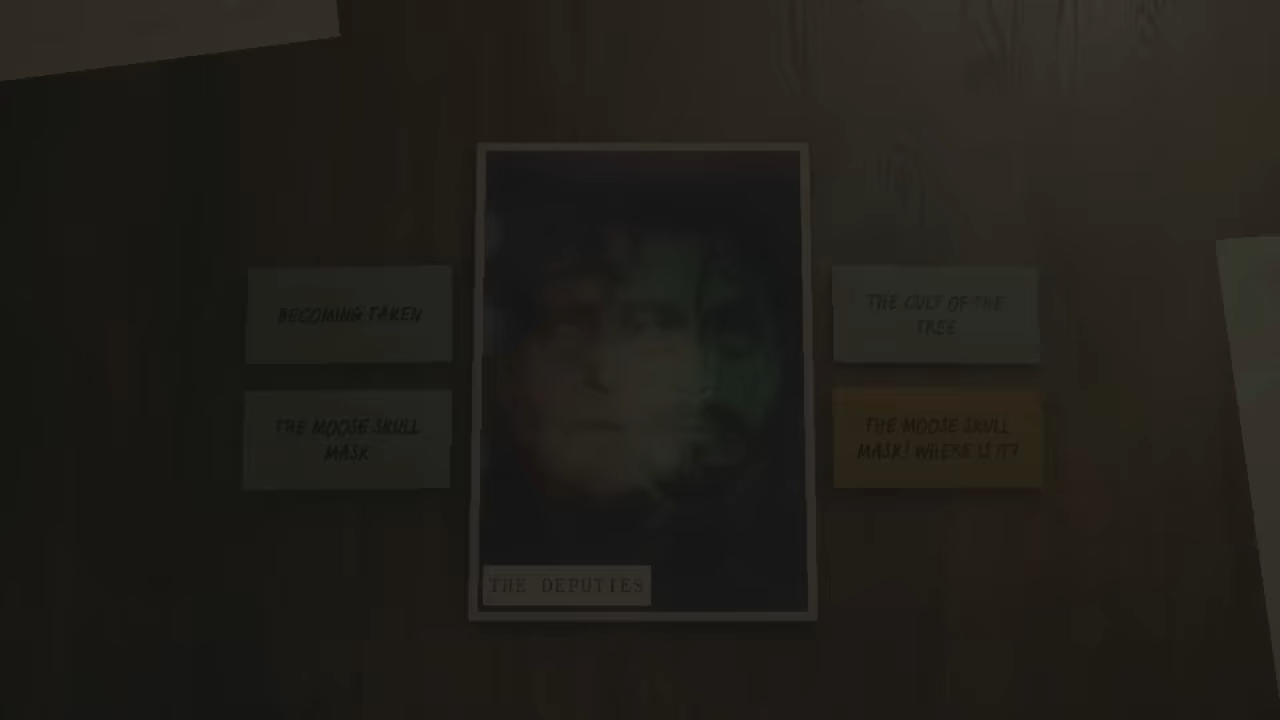 BECOMING TAKEN
THE MOOSE SKULL
MASK
THE DEPUTIES
THE CULT OF THE
TREE
THE MOOSE SKULL
MASK! WHERE IS IT?